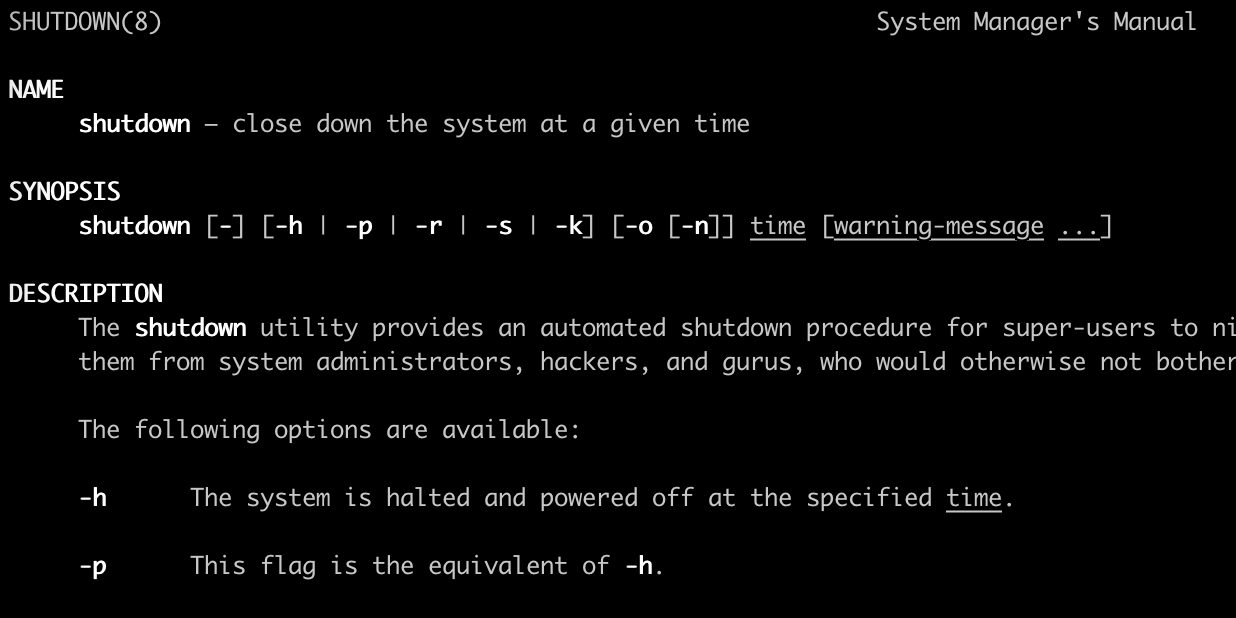 SHUTDOWN(8) System Manager's Manual
NAME
shutdown – close down the system at a given time
SYNOPSIS
shutdown [-] [-h | -p | -r | -s | -k] [-o [-n]] time [warning-message ...]
DESCRIPTION
The shutdown utility provides an automated shutdown procedure for super-users to
them from system administrators, hackers, and gurus, who would otherwise not bother
The following options are available:
-h The system is halted and powered off at the specified time.
-p This flag is the equivalent of -h.